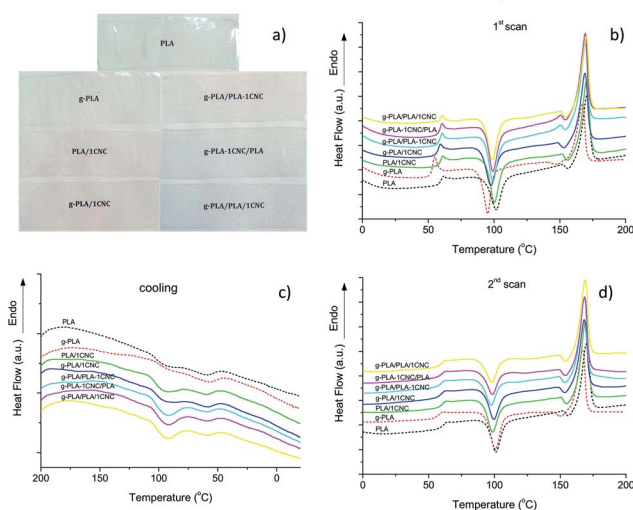 a)
PLA
g-PLA
g-PLA/PLA-1CNC
PLA/1CNC
g-PLA-1CNC/PLA
g-PLA/1CNC
g-PLA/PLA/1CNC
b)
1st scan
Endo
Heat Flow (a.u.)
g-PLA/PLA/1CNC
g-PLA-1CNC/PLA
g-PLA/PLA-1CNC
g-PLA/1CNC
PLA/1CNC
g-PLA
PLA
0 50 100 150 200
Temperature (°C)
c)
cooling
Endo
Heat Flow (a.u.)
PLA
g-PLA
PLA/1CNC
g-PLA/1CNC
g-PLA/PLA-1CNC
g-PLA-1CNC/PLA
g-PLA/PLA/1CNC
200 150 100 50 0
Temperature (°C)
d)
2nd scan
Endo
Heat Flow (a.u.)
g-PLA/PLA/1CNC
g-PLA-1CNC/PLA
g-PLA/PLA-1CNC
g-PLA/1CNC
PLA/1CNC
g-PLA
PLA
0 50 100 150 200
Temperature (°C)